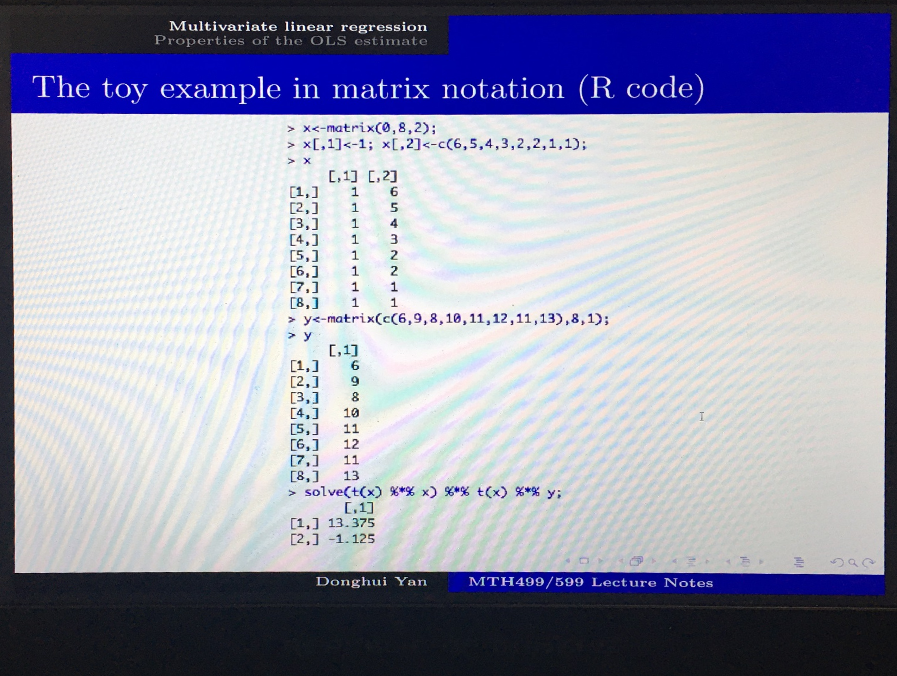 Multivariate linear regression
Properties of the OLS estimate
The toy example in matrix notation (R code)
> x<-matrix(0,8,2);
> x[,1]<-1; x[,2]<-c(6,5,4,3,2,2,1,1);
> x
[,1] [,2]
[1,] 1 6
[2,] 1 5
[3,] 1 4
[4,] 1 3
[5,] 1 2
[6,] 1 2
[7,] 1 1
[8,] 1 1
> y<-matrix(c(6,9,8,10,11,12,11,13),8,1);
> y
[,1]
[1,] 6
[2,] 9
[3,] 8
[4,] 10
[5,] 11
[6,] 12
[7,] 11
[8,] 13
> solve(t(x) %*% x) %*% t(x) %*% y;
[,1]
[1,] 13.375
[2,] -1.125
Donghui Yan
MTH499/599 Lecture Notes